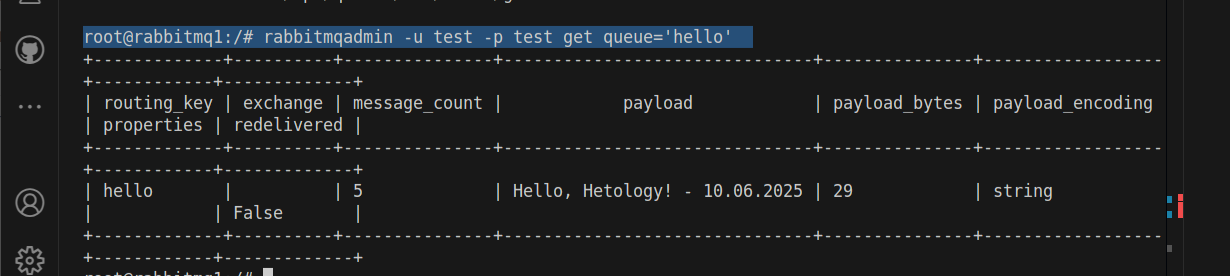 root@rabbitmq1:/# rabbitmqadmin -u test -p test get queue='hello'
+-------------+----------+---------------+-------------------------------+---------------+------------------
+------------+-------------+
| routing_key | exchange | message_count |            payload            | payload_bytes | payload_encoding
| properties | redelivered |
+-------------+----------+---------------+-------------------------------+---------------+------------------
+------------+-------------+
| hello       |          | 5             | Hello, Hetology! - 10.06.2025 | 29            | string
|            | False       |
+-------------+----------+---------------+-------------------------------+---------------+------------------
+------------+-------------+
root@rabbitmq1:/#